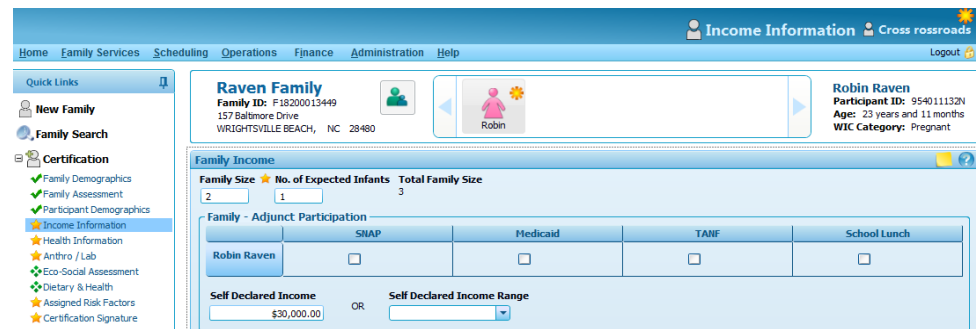 Income Information Cross rossroads
Home Family Services Scheduling Operations Finance Administration Help Logout
Quick Links
New Family
Family Search
Certification
Family Demographics
Family Assessment
Participant Demographics
Income Information
Health Information
Anthro / Lab
Eco-Social Assessment
Dietary & Health
Assigned Risk Factors
Certification Signature
Raven Family
Family ID: F18200013449
157 Baltimore Drive
WRIGHTSVILLE BEACH, NC 28480
Robin
Robin Raven
Participant ID: 954011132N
Age: 23 years and 11 months
WIC Category: Pregnant
Family Income
Family Size No. of Expected Infants Total Family Size
2 1 3
Family - Adjunct Participation
SNAP Medicaid TANF School Lunch
Robin Raven
Self Declared Income OR Self Declared Income Range
$30,000.00